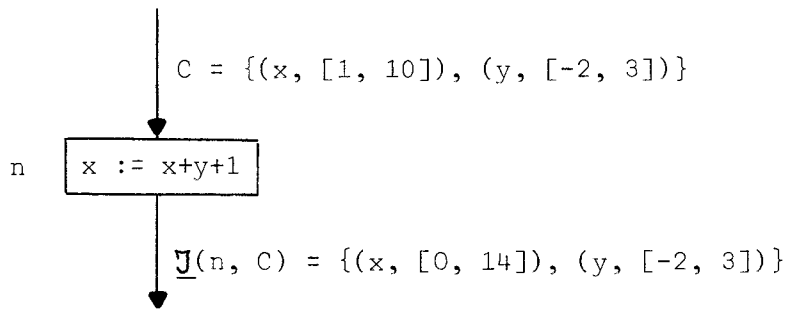 C = {(x, [1, 10]), (y, [-2, 3])}
n x := x+y+1
ℑ(n, C) = {(x, [0, 14]), (y, [-2, 3])}